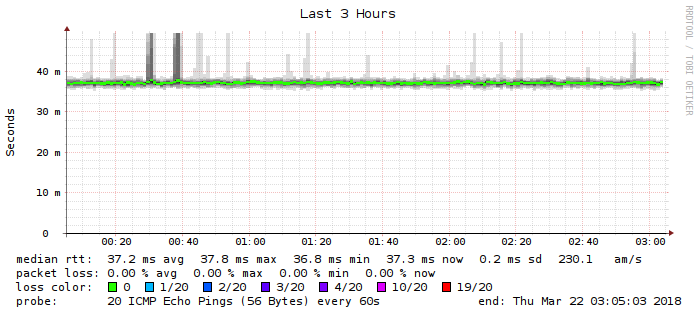 Last 3 Hours
RRDTOOL / TOBI OETIKER
Seconds
40 m
30 m
20 m
10 m
0
00:20 00:40 01:00 01:20 01:40 02:00 02:20 02:40 03:00
median rtt: 37.2 ms avg 37.8 ms max 36.8 ms min 37.3 ms now 0.2 ms sd 230.1 am/s
packet loss: 0.00 % avg 0.00 % max 0.00 % min 0.00 % now
loss color: 0 1/20 2/20 3/20 4/20 10/20 19/20
probe: 20 ICMP Echo Pings (56 Bytes) every 60s end: Thu Mar 22 03:05:03 2018